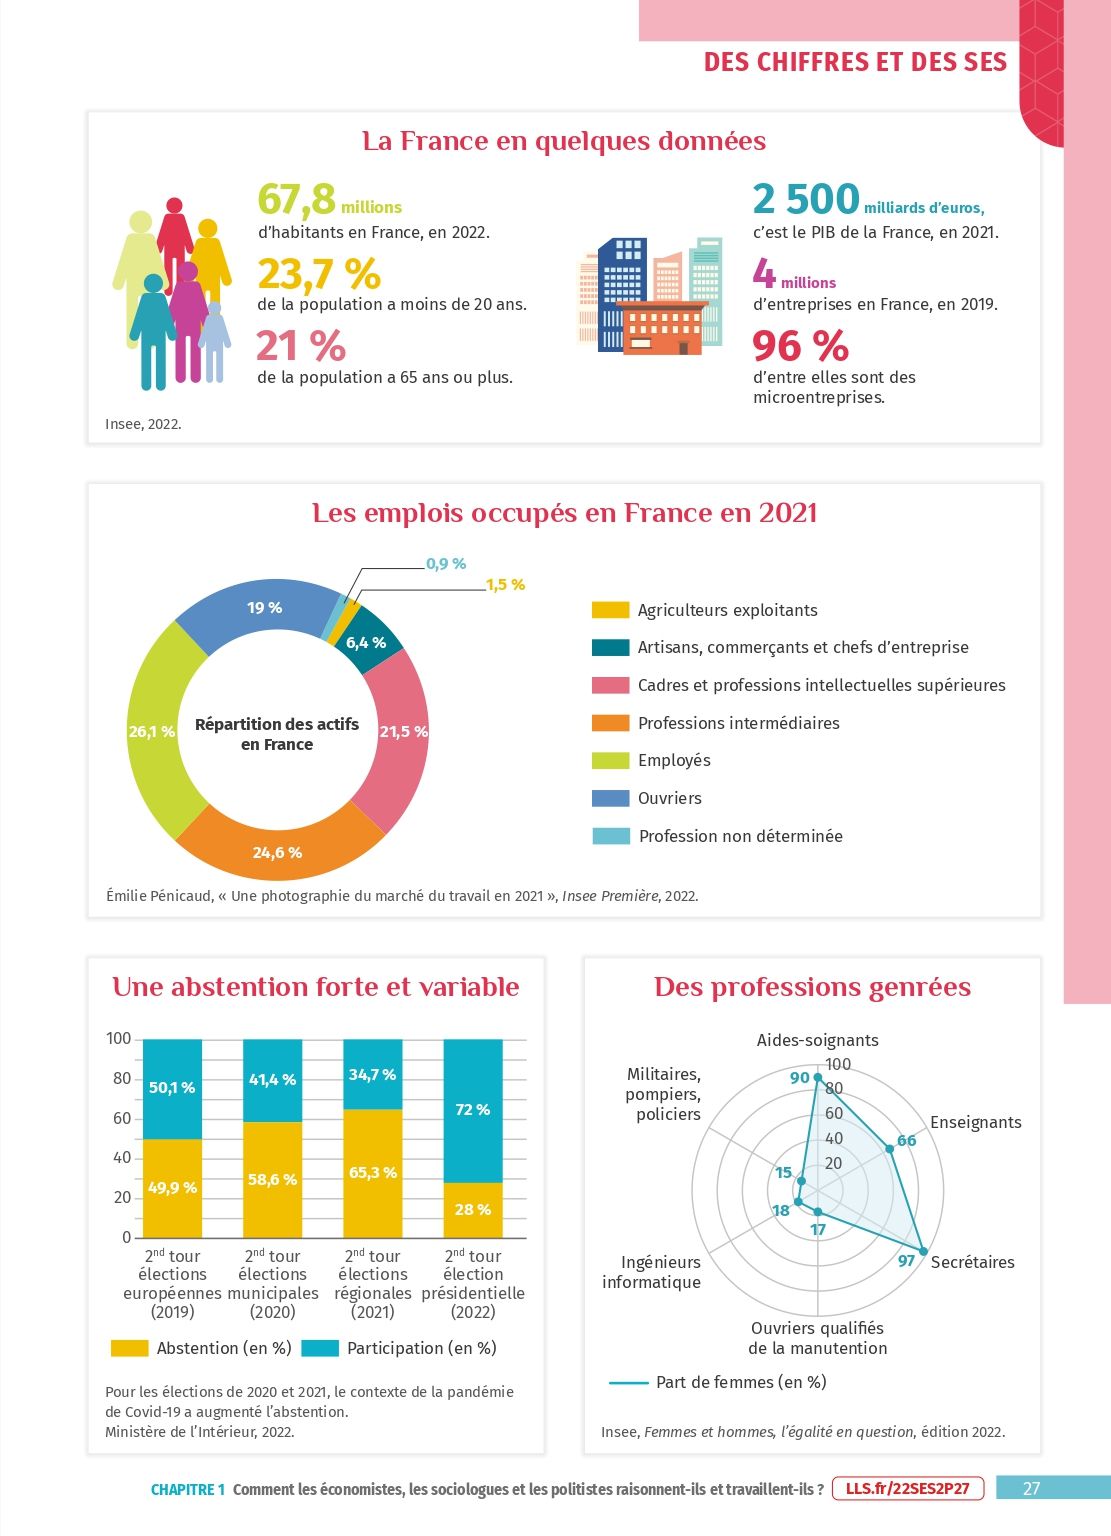 DES CHIFFRES ET DES SES
La France en quelques données
67,8 millions
d’habitants en France, en 2022.
23,7 %
de la population a moins de 20 ans.
21 %
de la population a 65 ans ou plus.
2 500 milliards d’euros,
c’est le PIB de la France, en 2021.
4 millions
d’entreprises en France, en 2019.
96 %
d’entre elles sont des
microentreprises.
Insee, 2022.
Les emplois occupés en France en 2021
0,9 %
1,5 %
19 %
6,4 %
26,1 %
Répartition des actifs
en France
21,5 %
24,6 %
Agriculteurs exploitants
Artisans, commerçants et chefs d’entreprise
Cadres et professions intellectuelles supérieures
Professions intermédiaires
Employés
Ouvriers
Profession non déterminée
Émilie Pénicaud, « Une photographie du marché du travail en 2021 », Insee Première, 2022.
Une abstention forte et variable
100
80
60
40
20
0
50,1 %
41,4 %
34,7 %
72 %
49,9 %
58,6 %
65,3 %
28 %
2nd tour
élections
européennes
(2019)
2nd tour
élections
municipales
(2020)
2nd tour
élections
régionales
(2021)
2nd tour
élection
présidentielle
(2022)
Abstention (en %)
Participation (en %)
Pour les élections de 2020 et 2021, le contexte de la pandémie
de Covid-19 a augmenté l’abstention.
Ministère de l’Intérieur, 2022.
Des professions genrées
Aides-soignants
100
80
60
40
20
90
Militaires,
pompiers,
policiers
Enseignants
66
15
18
17
97
Ingénieurs
informatique
Secrétaires
Ouvriers qualifiés
de la manutention
Part de femmes (en %)
Insee, Femmes et hommes, l’égalité en question, édition 2022.
CHAPITRE 1 Comment les économistes, les sociologues et les politistes raisonnent-ils et travaillent-ils ? LLS.fr/22SES2P27 27